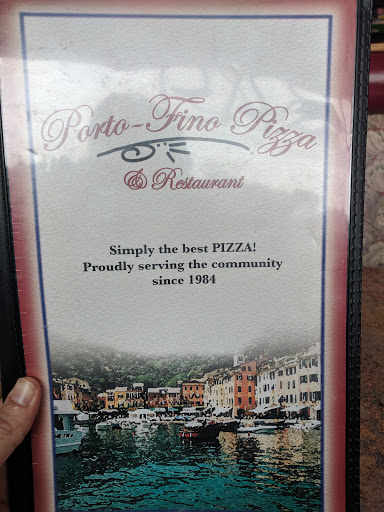 Porto-Fino Pizza
& Restaurant
Simply the best PIZZA!
Proudly serving the community
since 1984